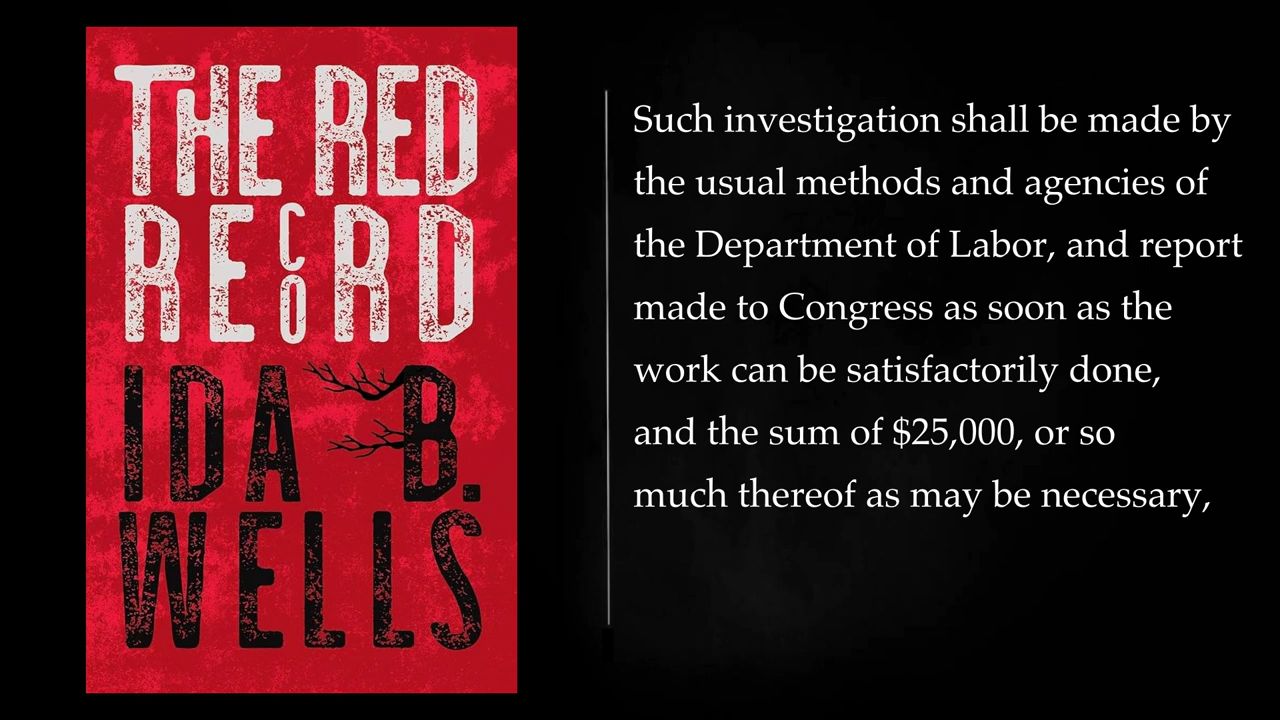 THE RED
RECORD
IDA B.
WELLS
Such investigation shall be made by
the usual methods and agencies of
the Department of Labor, and report
made to Congress as soon as the
work can be satisfactorily done,
and the sum of $25,000, or so
much thereof as may be necessary,